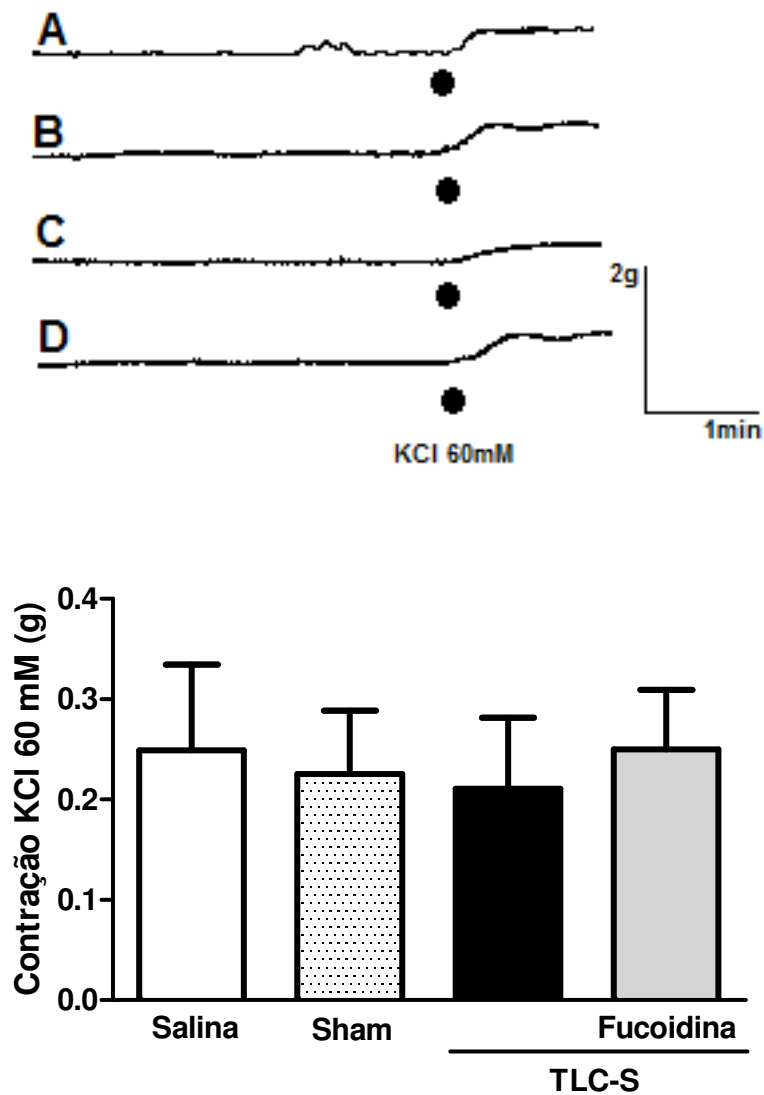 A
B
C
2g
D
1min
KCl 60mM
Contração KCl 60 mM (g)
0.4
0.3
0.2
0.1
0.0
Salina
Sham
Fucoidina
TLC-S